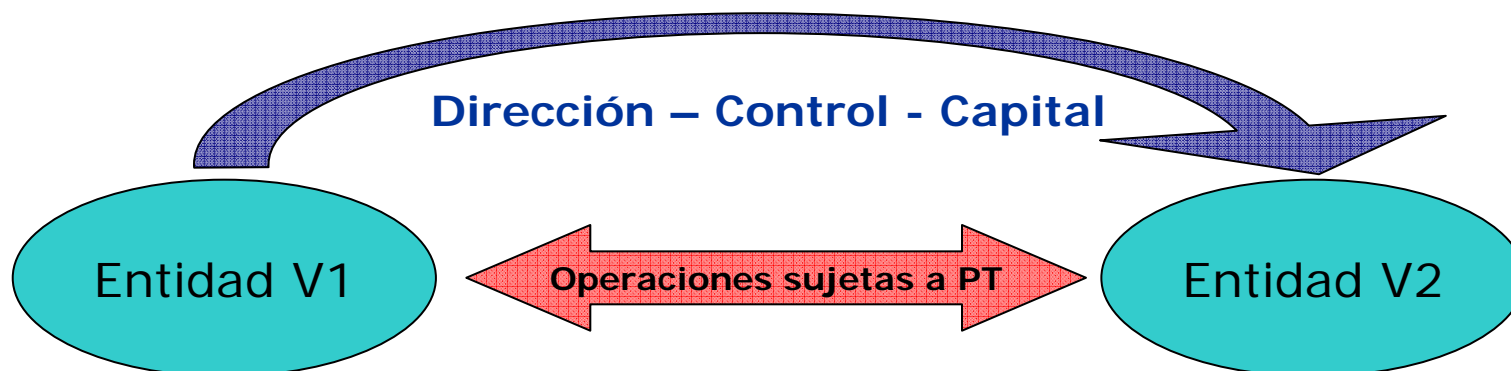 Dirección – Control - Capital
Entidad V1
Operaciones sujetas a PT
Entidad V2